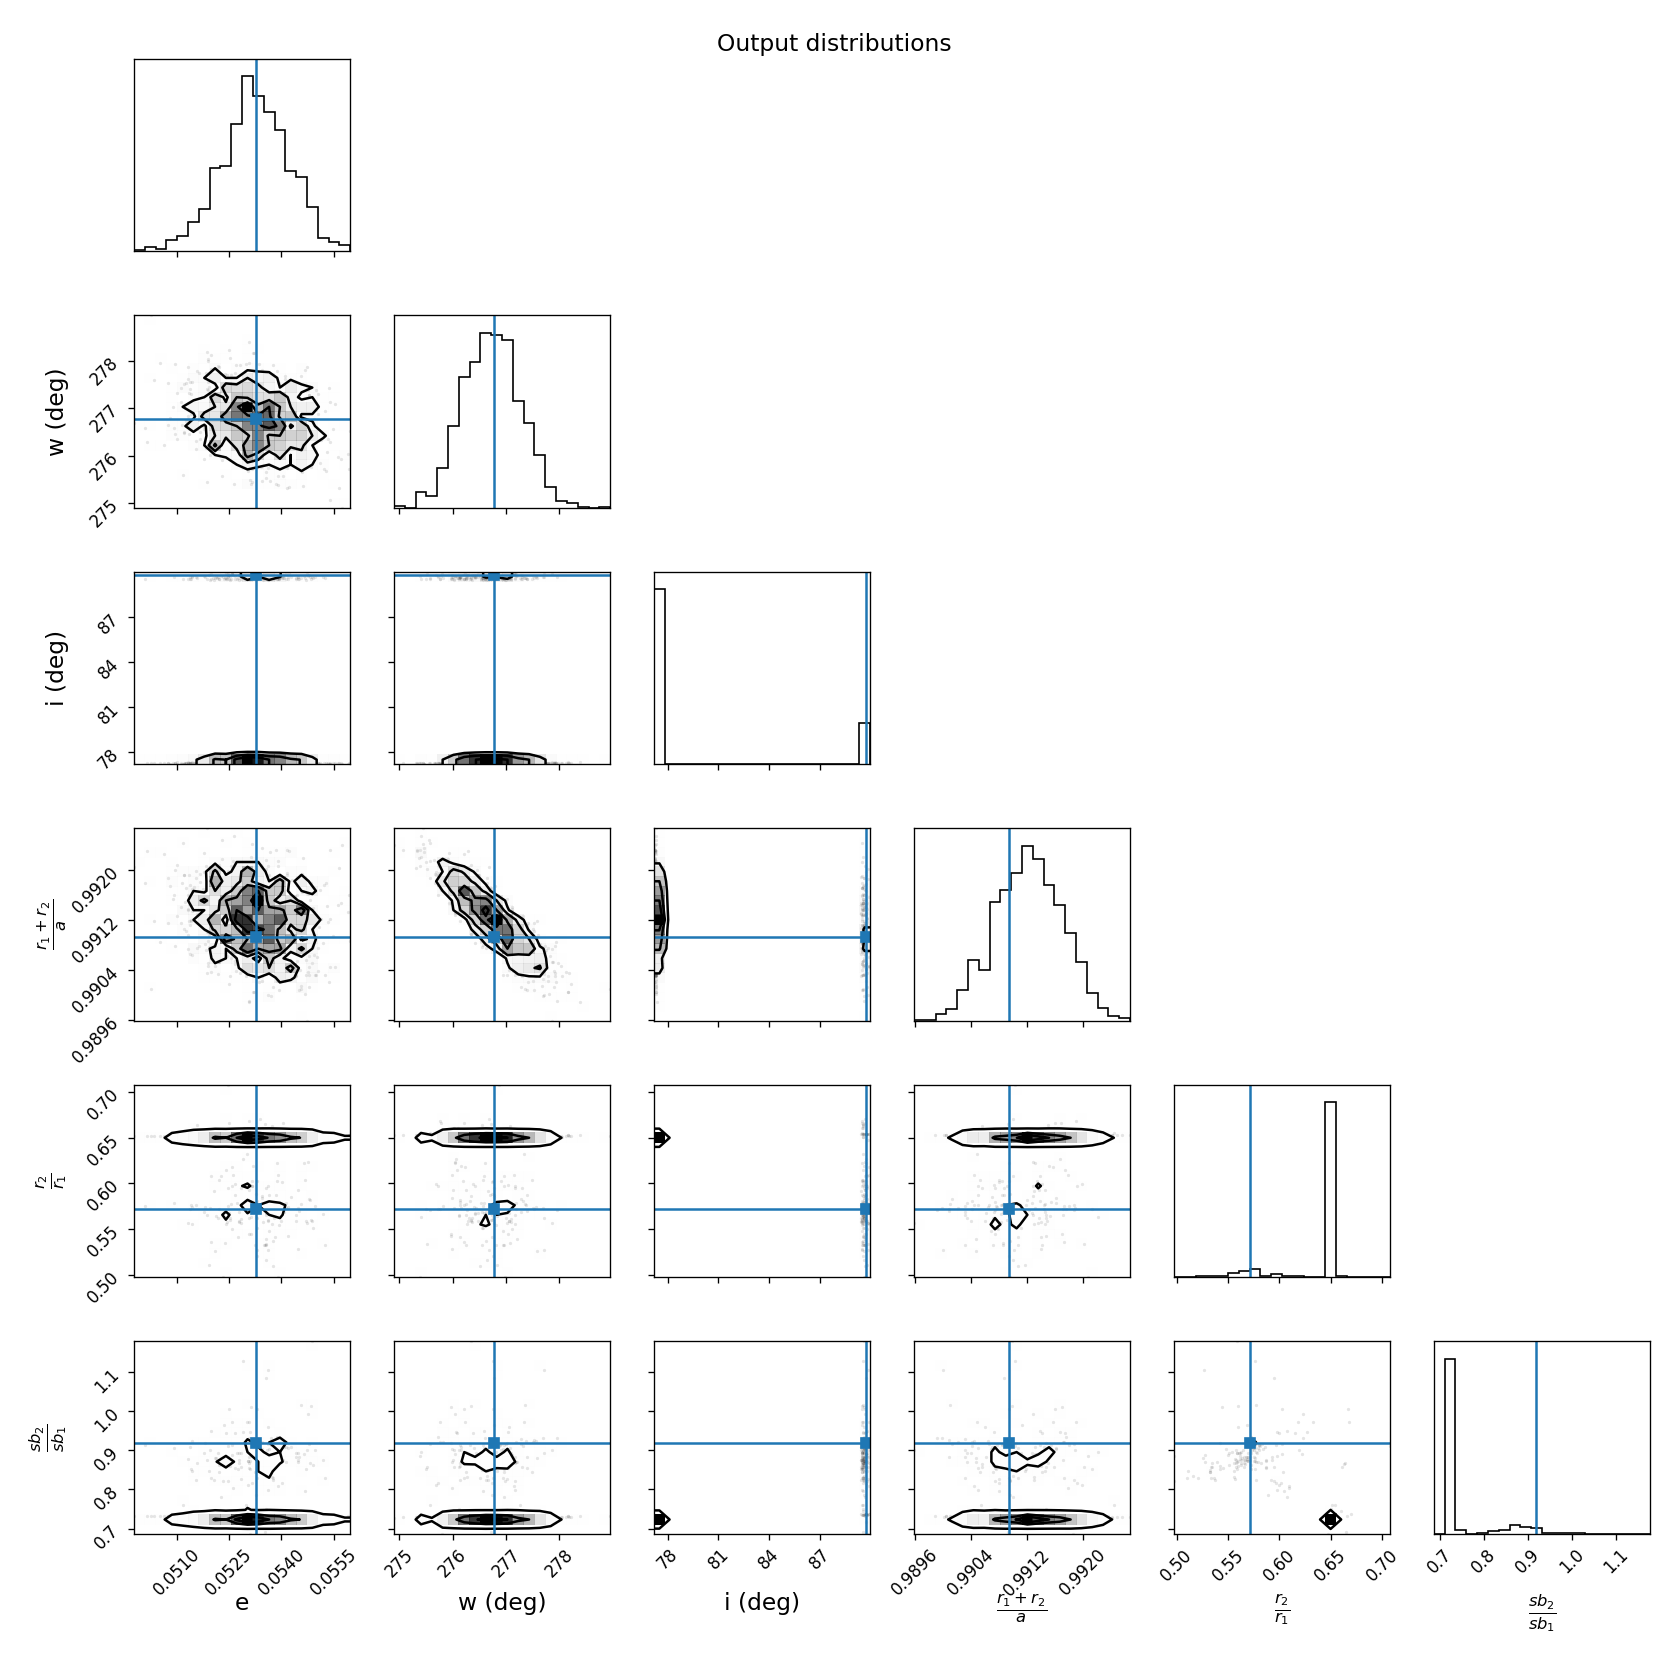 Output distributions
w (deg)
278
277
276
275
i (deg)
87
84
81
78
r₁ + r₂
a
0.9920
0.9912
0.9904
0.9896
r₂
r₁
0.70
0.65
0.60
0.55
0.50
sb₂
sb₁
1.1
1.0
0.9
0.8
0.7
0.0510 0.0525 0.0540 0.0555 275 276 277 278 78 81 84 87 0.9896 0.9904 0.9912 0.9920 0.50 0.55 0.60 0.65 0.70 0.7 0.8 0.9 1.0 1.1
e w (deg) i (deg)
r₁ + r₂
a
r₂
r₁
sb₂
sb₁